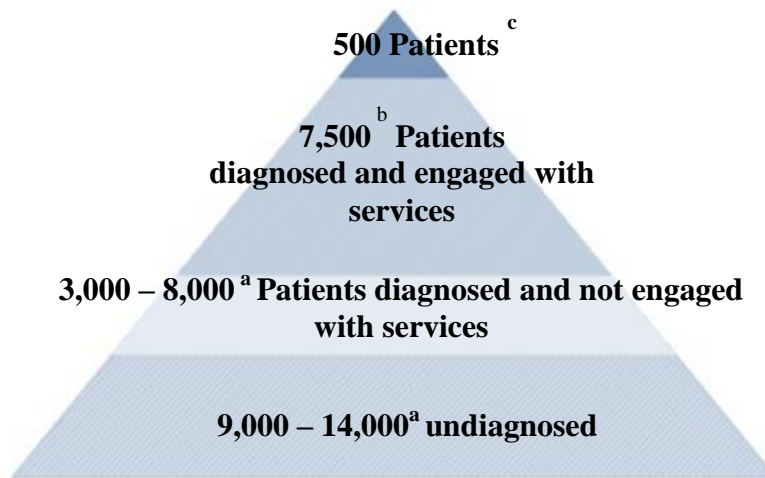 500 Patients c
7,500 b Patients
diagnosed and engaged with
services
3,000 – 8,000 a Patients diagnosed and not engaged
with services
9,000 – 14,000a undiagnosed